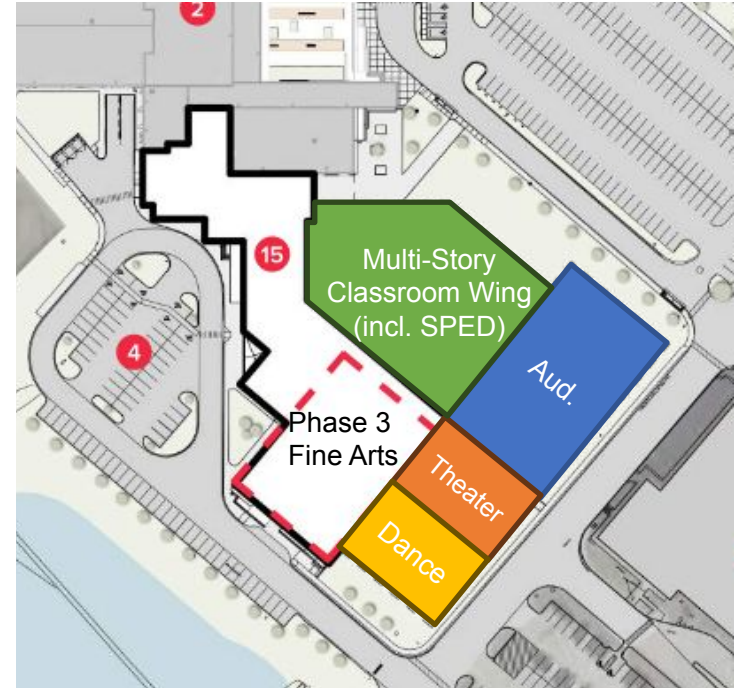 2
15
Multi-Story
Classroom Wing
(incl. SPED)
4
Aud.
Phase 3
Fine Arts
Theater
Dance